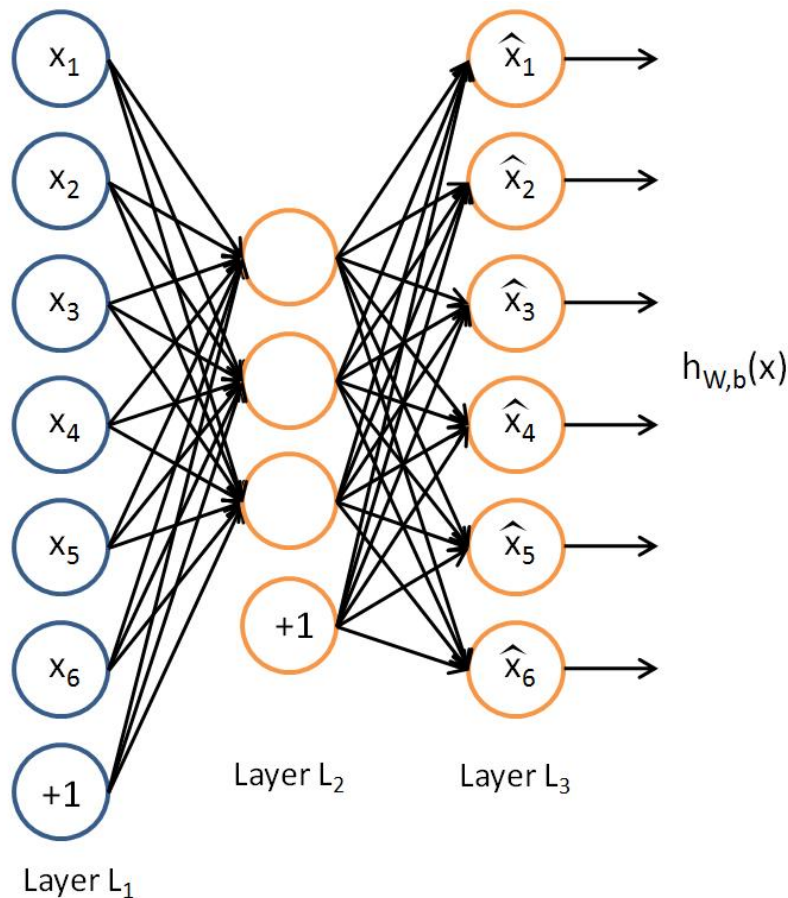 x1
x2
x3
x4
x5
x6
+1
Layer L1
+1
Layer L2
x̂1
x̂2
x̂3
x̂4
x̂5
x̂6
Layer L3
hW,b(x)